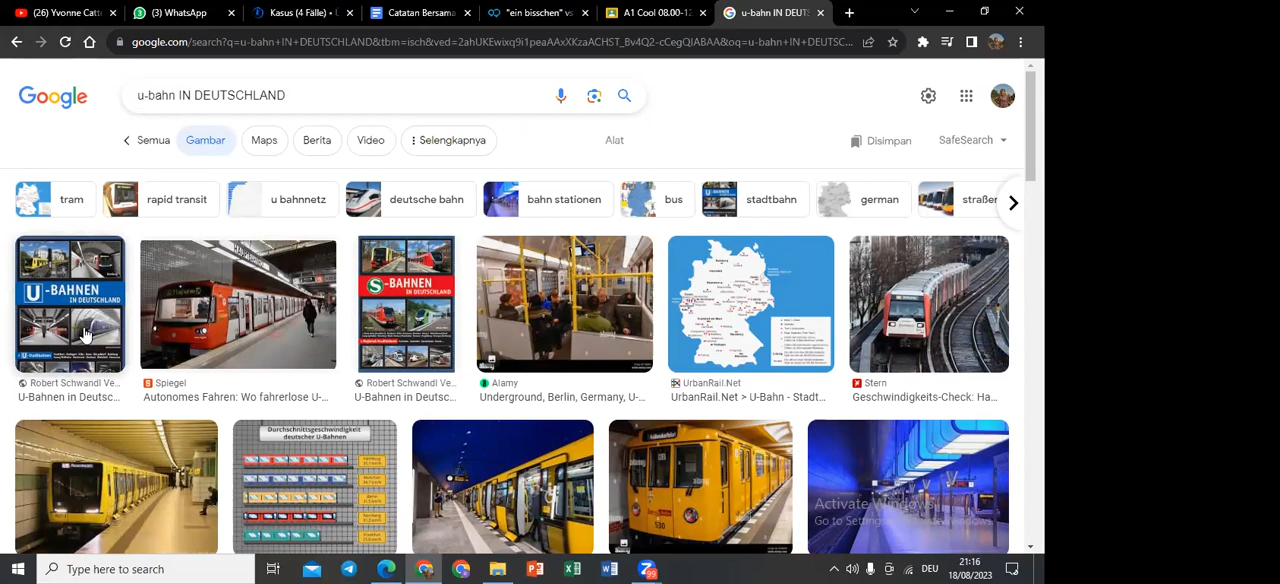 (26) Yvonne Catt
(3) WhatsApp
Kasus (4 Fälle) •
Catatan Bersama
"ein bisschen" vs
A1 Cool 08.00-12
u-bahn IN DEUTS
google.com/search?q=u-bahn+IN+DEUTSCHLAND&tbm=isch&ved=2ahUKEwixq9i1peaAAxXKzaACHST_Bv4Q2-cCegQIABAA&oq=u-bahn+IN+DEUTSC...
Google
u-bahn IN DEUTSCHLAND
Semua
Gambar
Maps
Berita
Video
Selengkapnya
Alat
Disimpan
SafeSearch
tram
rapid transit
u bahnnetz
deutsche bahn
bahn stationen
bus
stadtbahn
german
straßen
U-BAHNEN
IN DEUTSCHLAND
S-BAHNEN
IN DEUTSCHLAND
Robert Schwandl Ve...
U-Bahnen in Deutsc...
Spiegel
Autonomes Fahren: Wo fahrerlose U-...
Robert Schwandl Ve...
U-Bahnen in Deutsc...
Alamy
Underground, Berlin, Germany, U-...
UrbanRail.Net
UrbanRail.Net > U-Bahn - Stadt...
Stern
Geschwindigkeits-Check: Ha...
Durchschnittsgeschwindigkeit
deutscher U-Bahnen
Activate Windows
Go to Settings to activate Windows.
Type here to search
99
DEU
21:16
18/08/2023